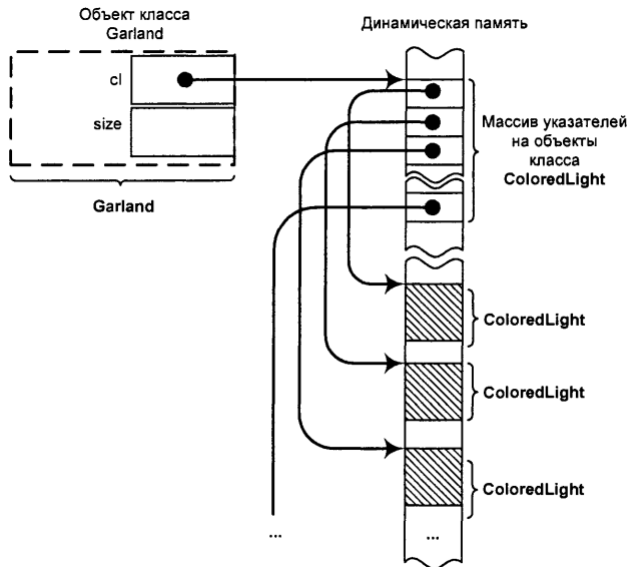 Объект класса
Garland
Динамическая память
cl
size
Garland
Массив указателей
на объекты
класса
ColoredLight
ColoredLight
ColoredLight
ColoredLight
...
...